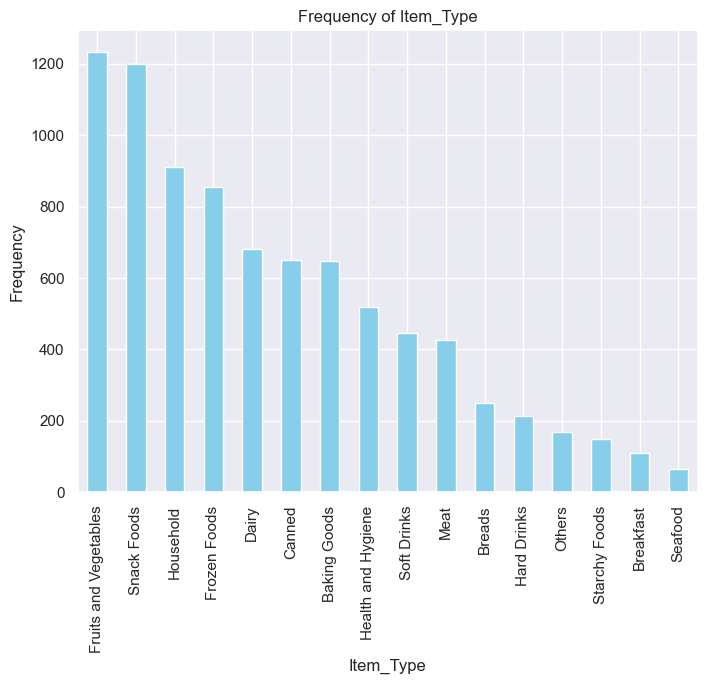 Frequency of Item_Type
1200
1000
800
600
400
200
0
Frequency
Fruits and Vegetables
Snack Foods
Household
Frozen Foods
Dairy
Canned
Baking Goods
Health and Hygiene
Soft Drinks
Meat
Breads
Hard Drinks
Others
Starchy Foods
Breakfast
Seafood
Item_Type